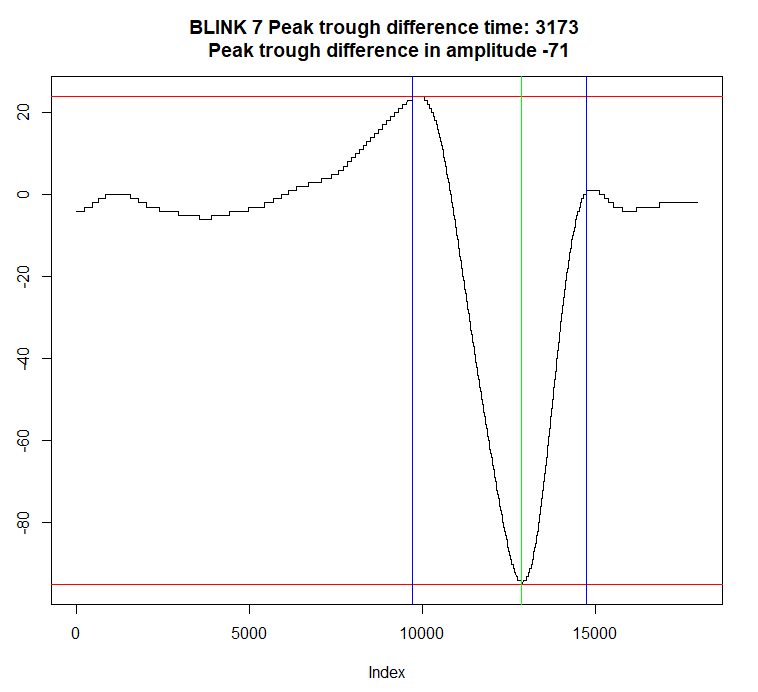 BLINK 7 Peak trough difference time: 3173
Peak trough difference in amplitude -71
20
0
-20
-40
-60
-80
0 5000 10000 15000
Index